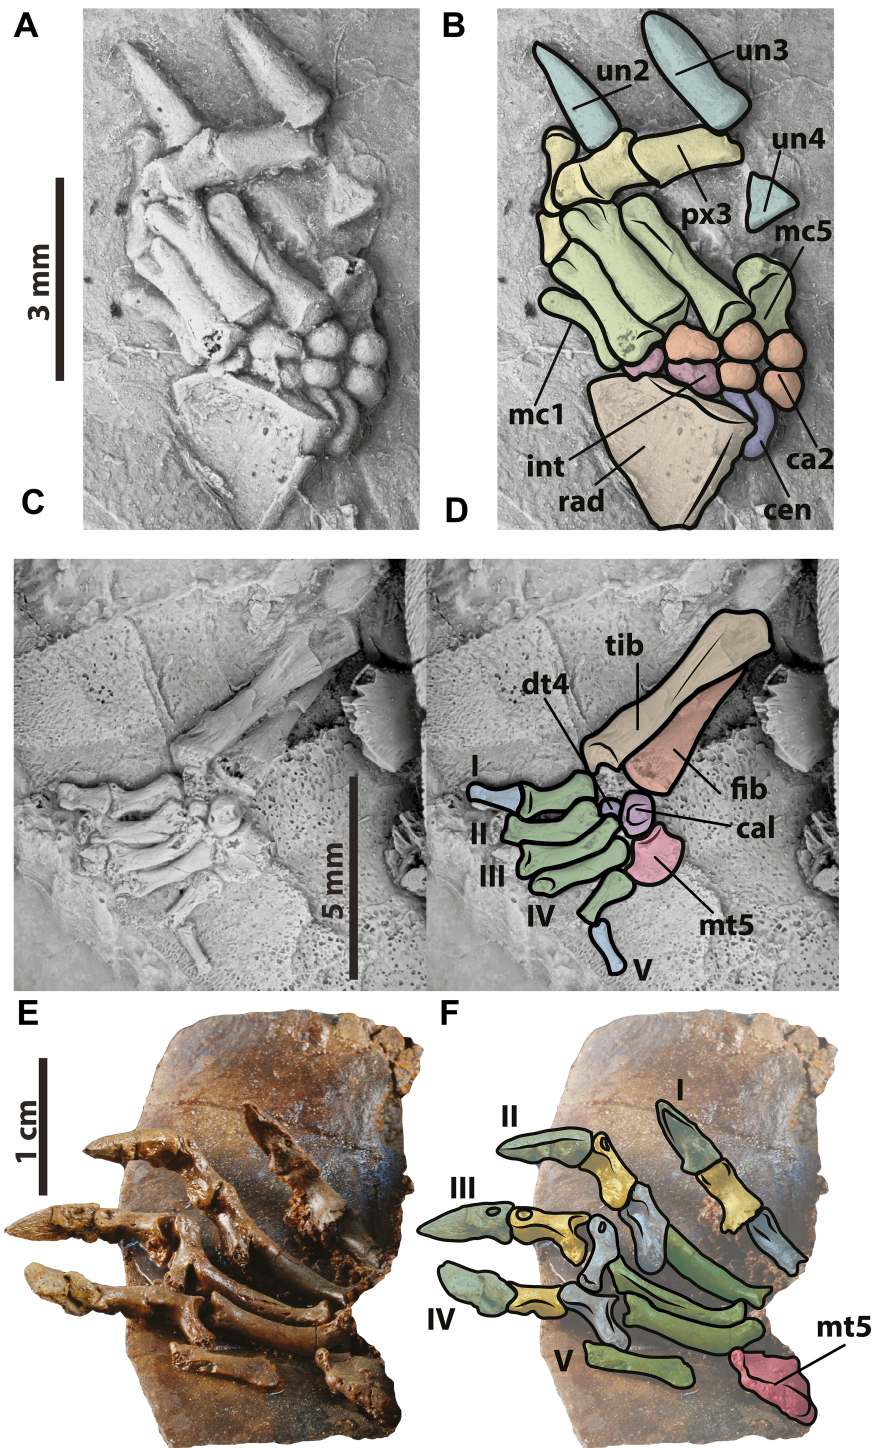 A
B
un3
un2
un4
px3
mc5
3 mm
mc1
int
ca2
rad
cen
C
D
tib
dt4
I
fib
cal
II
III
IV
mt5
V
5 mm
E
F
1 cm
I
II
III
IV
mt5
V